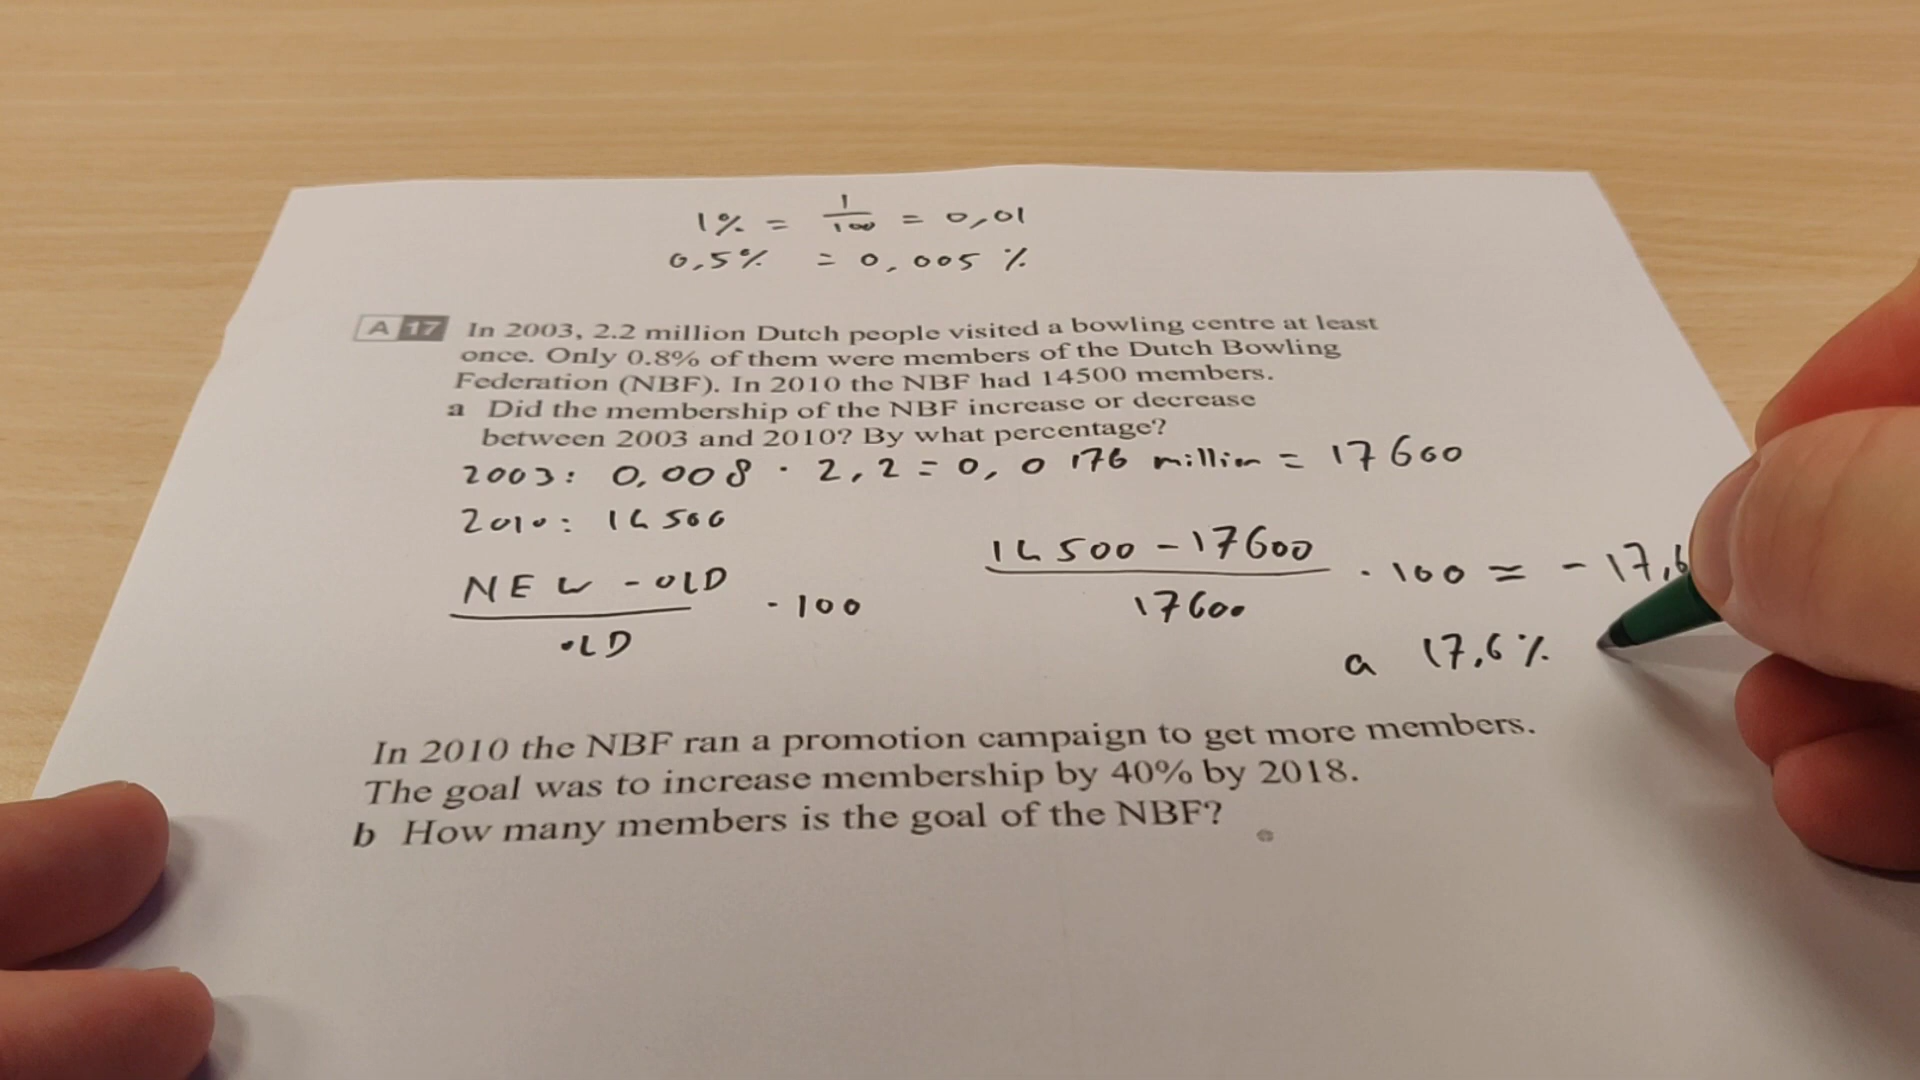 1% = 1/100 = 0,01
0,5% = 0,005 %
A 17 In 2003, 2.2 million Dutch people visited a bowling centre at least
once. Only 0.8% of them were members of the Dutch Bowling
Federation (NBF). In 2010 the NBF had 14500 members.
a Did the membership of the NBF increase or decrease
between 2003 and 2010? By what percentage?
2003: 0,008 · 2,2 = 0,0176 million = 17600
2010: 14500
NEW - OLD / OLD · 100
14500 - 17600 / 17600 · 100 ≈ - 17,6
a 17,6%
In 2010 the NBF ran a promotion campaign to get more members.
The goal was to increase membership by 40% by 2018.
b How many members is the goal of the NBF?